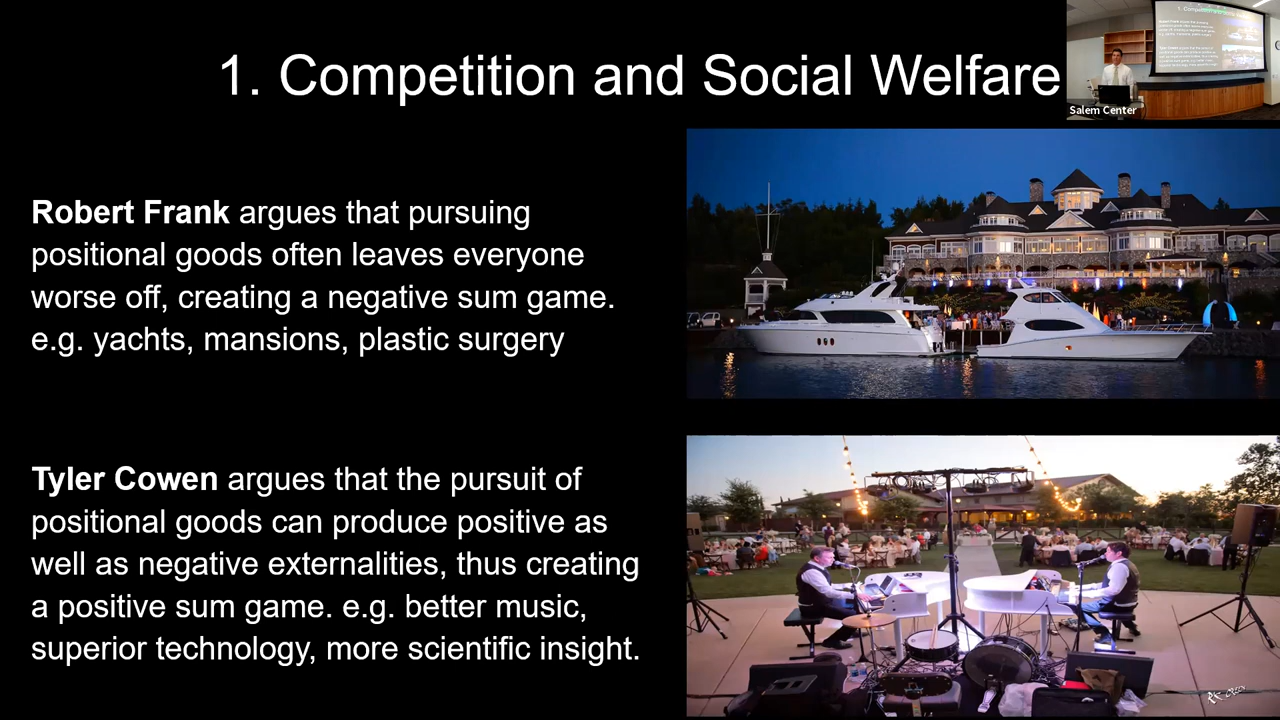 1. Competition and Social Welfare
Salem Center
Robert Frank argues that pursuing
positional goods often leaves everyone
worse off, creating a negative sum game.
e.g. yachts, mansions, plastic surgery
Tyler Cowen argues that the pursuit of
positional goods can produce positive as
well as negative externalities, thus creating
a positive sum game. e.g. better music,
superior technology, more scientific insight.